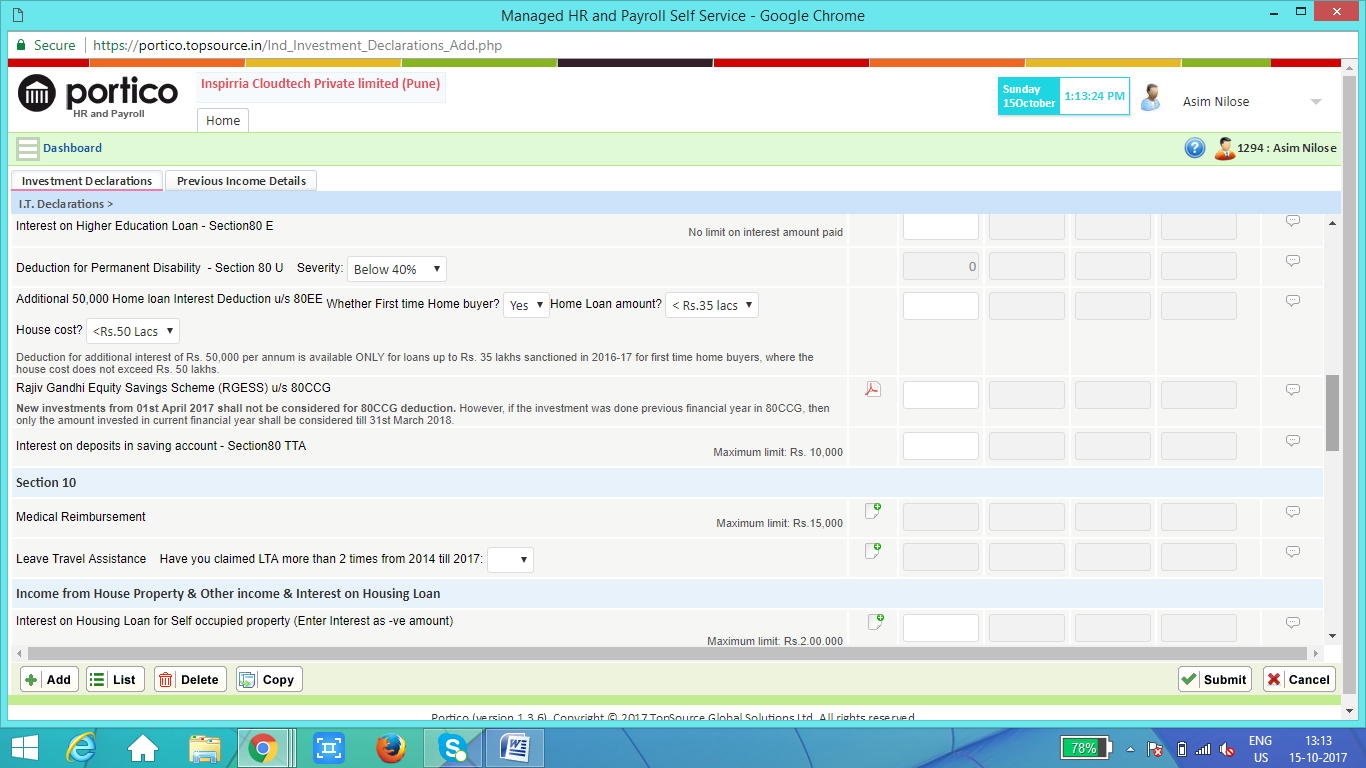 Managed HR and Payroll Self Service - Google Chrome
Secure https://portico.topsource.in/Ind_Investment_Declarations_Add.php
portico
HR and Payroll
Inspirria Cloudtech Private limited (Pune)
Home
Sunday
15October
1:13:24 PM
Asim Nilose
Dashboard
1294 : Asim Nilose
Investment Declarations Previous Income Details
I.T. Declarations >
Interest on Higher Education Loan - Section80 E
No limit on interest amount paid
Deduction for Permanent Disability - Section 80 U Severity: Below 40% 0
Additional 50,000 Home loan Interest Deduction u/s 80EE Whether First time Home buyer? Yes Home Loan amount? < Rs.35 lacs
House cost? <Rs.50 Lacs
Deduction for additional interest of Rs. 50,000 per annum is available ONLY for loans up to Rs. 35 lakhs sanctioned in 2016-17 for first time home buyers, where the
house cost does not exceed Rs. 50 lakhs.
Rajiv Gandhi Equity Savings Scheme (RGESS) u/s 80CCG
New investments from 01st April 2017 shall not be considered for 80CCG deduction. However, if the investment was done previous financial year in 80CCG, then
only the amount invested in current financial year shall be considered till 31st March 2018.
Interest on deposits in saving account - Section80 TTA
Maximum limit: Rs. 10,000
Section 10
Medical Reimbursement
Maximum limit: Rs.15,000
Leave Travel Assistance Have you claimed LTA more than 2 times from 2014 till 2017:
Income from House Property & Other income & Interest on Housing Loan
Interest on Housing Loan for Self occupied property (Enter Interest as -ve amount)
Maximum limit: Rs.2,00,000
Add List Delete Copy Submit Cancel
Portico (version 1.3.6). Copyright © 2017 TopSource Global Solutions Ltd. All rights reserved
78%
ENG
US
13:13
15-10-2017